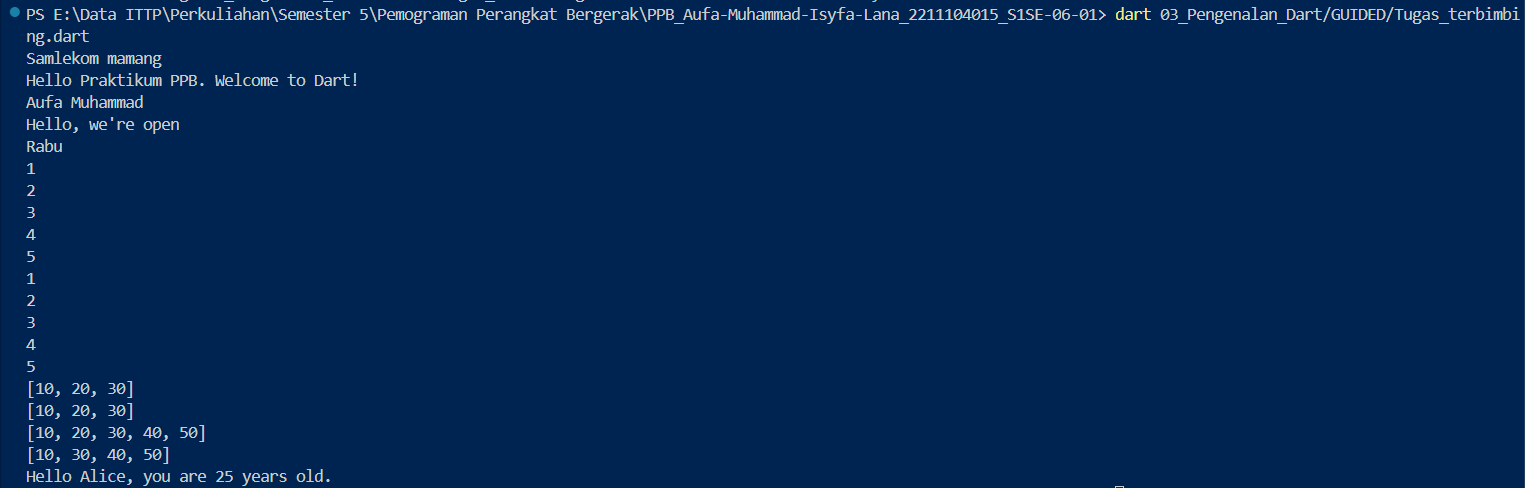 PS E:\Data ITTP\Perkuliahan\Semester 5\Pemograman Perangkat Bergerak\PPB_Aufa-Muhammad-Isyfa-Lana_2211104015_S1SE-06-01> dart 03_Pengenalan_Dart/GUIDED/Tugas_terbimbi
ng.dart
Samlekom mamang
Hello Praktikum PPB. Welcome to Dart!
Aufa Muhammad
Hello, we're open
Rabu
1
2
3
4
5
1
2
3
4
5
[10, 20, 30]
[10, 20, 30]
[10, 20, 30, 40, 50]
[10, 30, 40, 50]
Hello Alice, you are 25 years old.